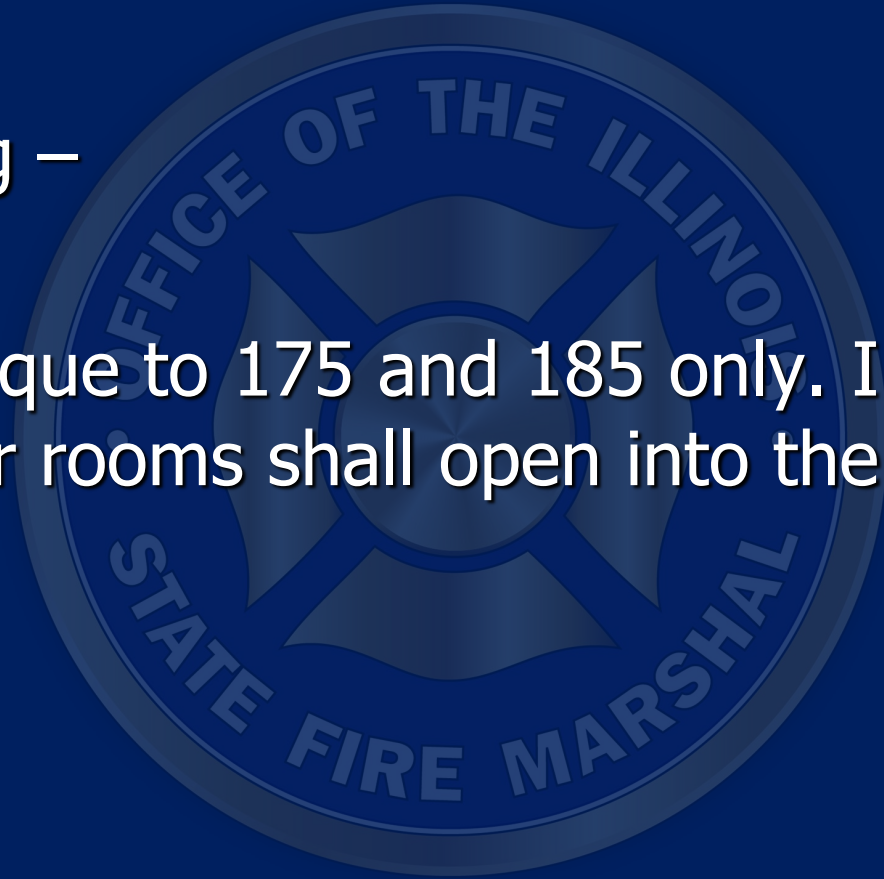 OFFICE OF THE ILLINOIS
g –
que to 175 and 185 only. I
r rooms shall open into the
STATE FIRE MARSHAL